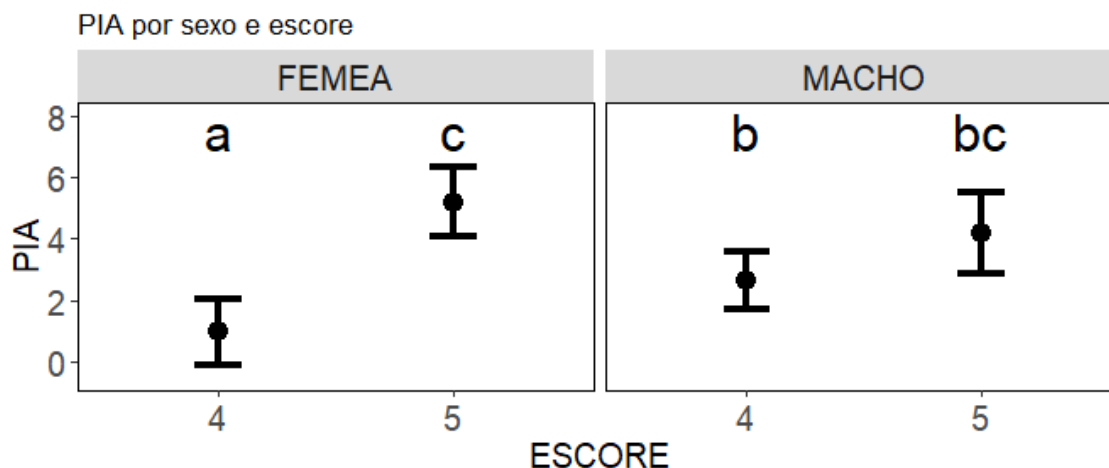 PIA por sexo e escore
FEMEA MACHO
a c b bc
8
6
4
2
0
PIA
4 5 4 5
ESCORE